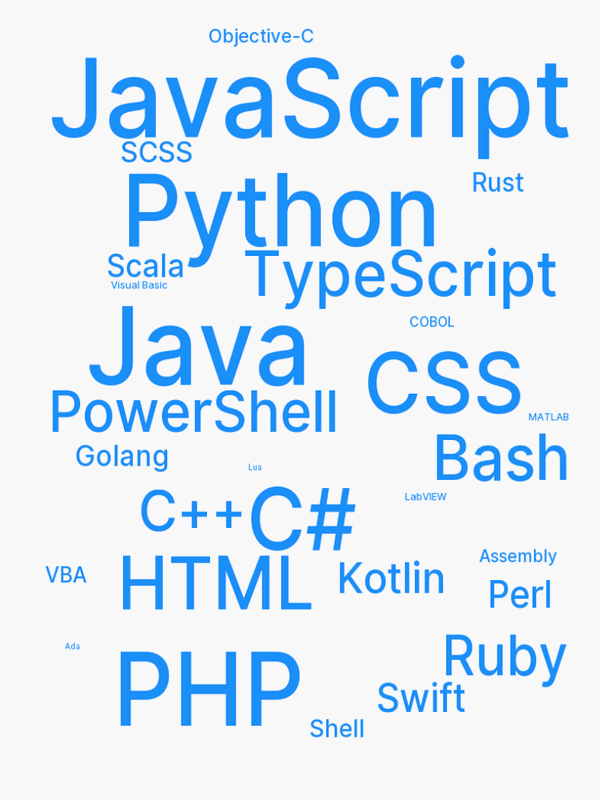 Objective-C
JavaScript
SCSS
Rust
Python
Scala
TypeScript
Visual Basic
COBOL
Java
CSS
PowerShell
MATLAB
Golang
Bash
Lua
LabVIEW
C++
C#
Assembly
VBA
HTML
Kotlin
Perl
Ada
Ruby
PHP
Swift
Shell